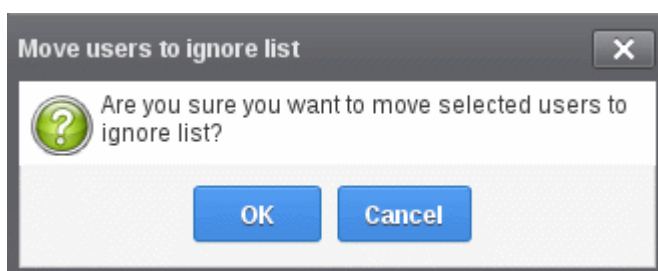 Move users to ignore list
Are you sure you want to move selected users to
ignore list?
OK
Cancel